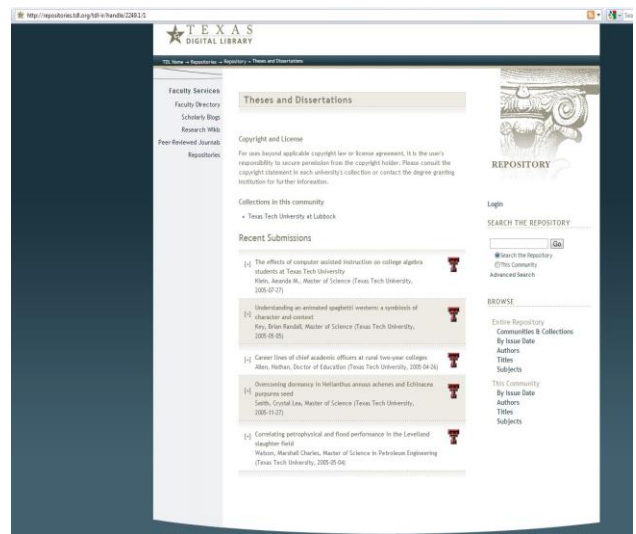 http://repositories.tdl.org/tdl-ir/handle/2249.1/1
TEXAS
DIGITAL LIBRARY
TDL Home → Repositories → Repository → Theses and Dissertations
Faculty Services
Faculty Directory
Scholarly Blogs
Research Wikis
Peer Reviewed Journals
Repositories
Theses and Dissertations
Copyright and License
For uses beyond applicable copyright law or license agreement, it is the user's
responsibility to secure permission from the copyright holder. Please consult the
copyright statement in each university's collection or contact the degree granting
institution for further information.
Collections in this community
• Texas Tech University at Lubbock
Recent Submissions
[+] The effects of computer assisted instruction on college algebra
students at Texas Tech University
Klein, Amanda M., Master of Science (Texas Tech University,
2005-07-27)
[+] Understanding an animated spaghetti western: a symbiosis of
character and context
Key, Brian Randall, Master of Science (Texas Tech University,
2005-05-05)
[+] Career lines of chief academic officers at rural two-year colleges
Allen, Nathan, Doctor of Education (Texas Tech University, 2005-04-26)
[+] Overcoming dormancy in Helianthus annuus achenes and Echinacea
purpurea seed
Smith, Crystal Lee, Master of Science (Texas Tech University,
2005-11-27)
[+] Correlating petrophysical and flood performance in the Levelland
slaughter field
Watson, Marshall Charles, Master of Science in Petroleum Engineering
(Texas Tech University, 2005-05-04)
REPOSITORY
Login
SEARCH THE REPOSITORY
Go
Search the Repository
This Community
Advanced Search
BROWSE
Entire Repository
Communities & Collections
By Issue Date
Authors
Titles
Subjects
This Community
By Issue Date
Authors
Titles
Subjects